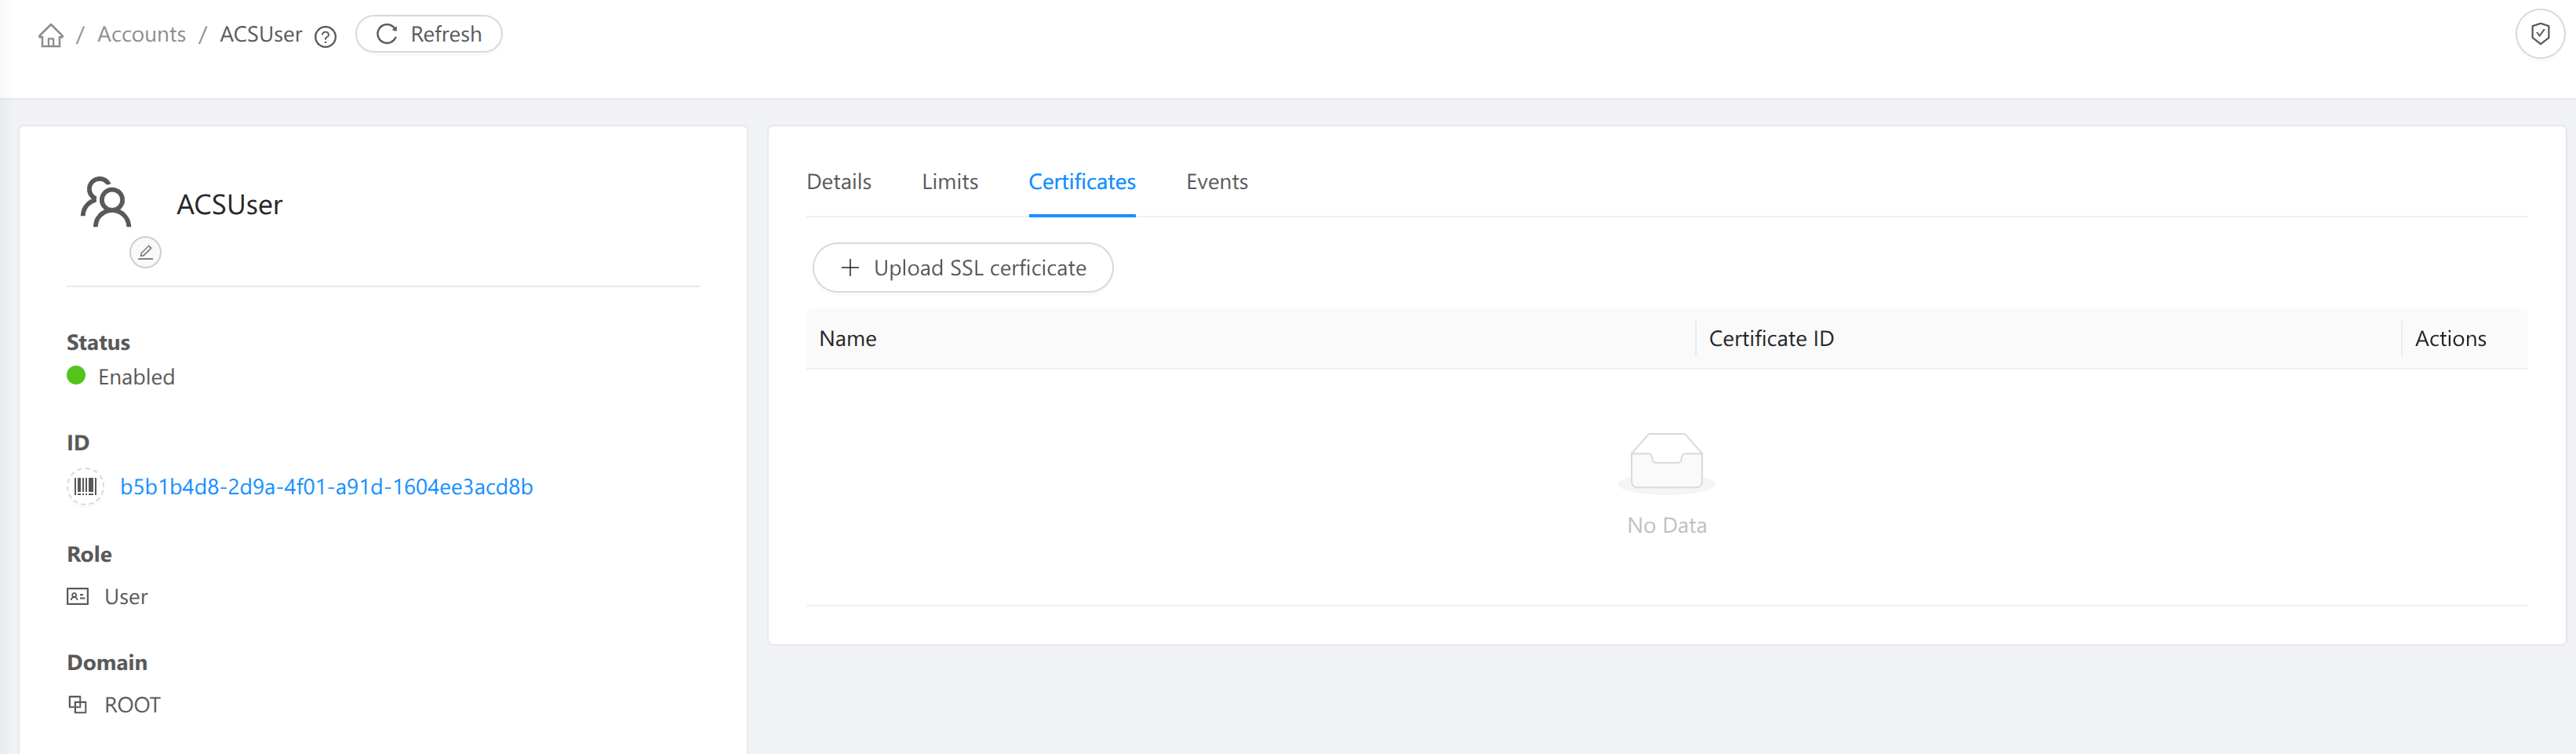 / Accounts / ACSUser ? Refresh
ACSUser
Status
Enabled
ID
b5b1b4d8-2d9a-4f01-a91d-1604ee3acd8b
Role
User
Domain
ROOT
Details Limits Certificates Events
+ Upload SSL cerficicate
Name Certificate ID Actions
No Data